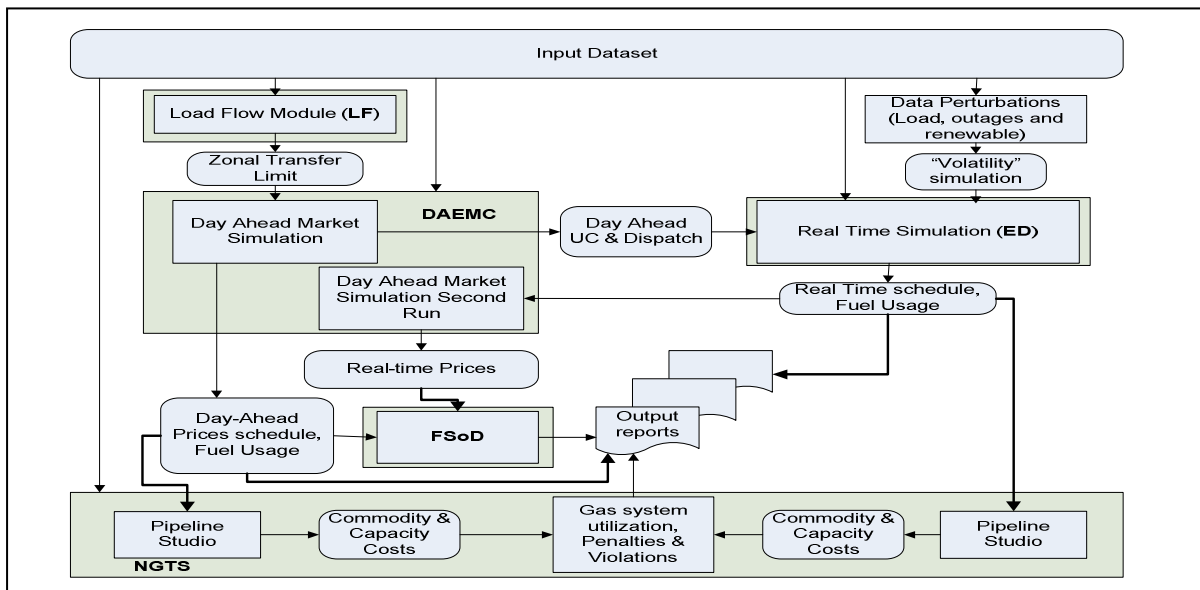 Input Dataset
Load Flow Module (LF)
Data Perturbations
(Load, outages and
renewable)
Zonal Transfer
Limit
“Volatility”
simulation
DAEMC
Day Ahead Market
Simulation
Day Ahead
UC & Dispatch
Real Time Simulation (ED)
Day Ahead Market
Simulation Second
Run
Real Time schedule,
Fuel Usage
Real-time Prices
Day-Ahead
Prices schedule,
Fuel Usage
FSoD
Output
reports
Pipeline
Studio
Commodity &
Capacity
Costs
Gas system
utilization,
Penalties &
Violations
Commodity &
Capacity
Costs
Pipeline
Studio
NGTS